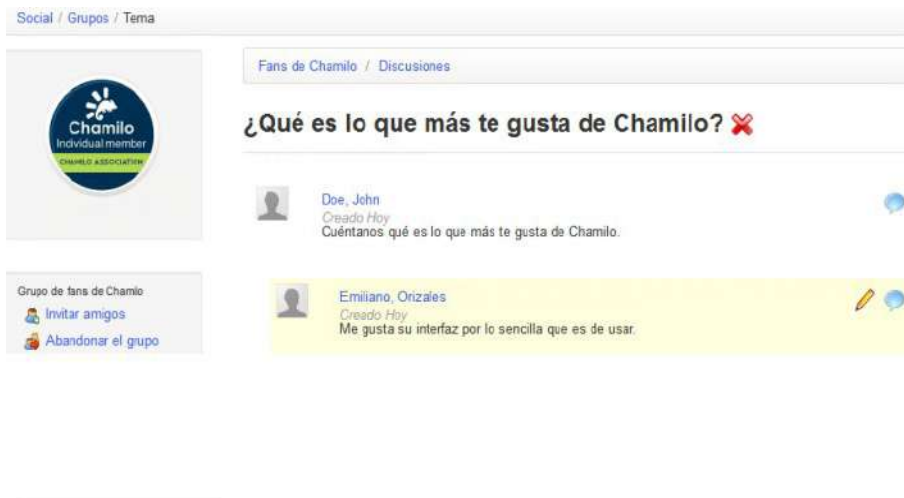 Social / Grupos / Tema
Fans de Chamilo / Discusiones
Chamilo
Individual member
CHAMILO ASSOCIATION
¿Qué es lo que más te gusta de Chamilo?
Doe, John
Creado Hoy
Cuéntanos qué es lo que más te gusta de Chamilo.
Grupo de fans de Chamilo
Invitar amigos
Abandonar el grupo
Emiliano, Orizales
Creado Hoy
Me gusta su interfaz por lo sencilla que es de usar.